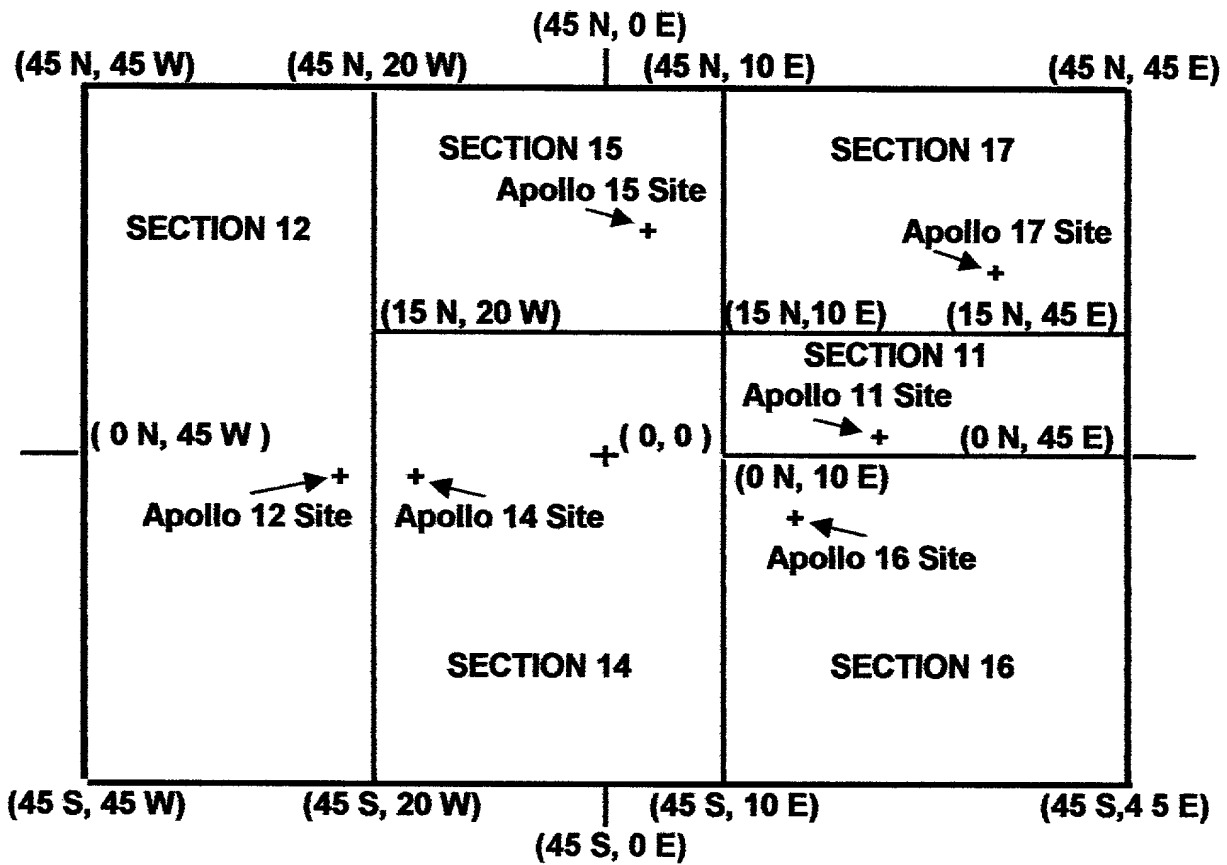 (45 N, 0 E)
(45 N, 45 W) (45 N, 20 W) (45 N, 10 E) (45 N, 45 E)
SECTION 15 SECTION 17
Apollo 15 Site
SECTION 12 Apollo 17 Site
(15 N, 20 W) (15 N,10 E) (15 N, 45 E)
SECTION 11
Apollo 11 Site
( 0 N, 45 W ) ( 0, 0 ) (0 N, 45 E)
(0 N, 10 E)
Apollo 12 Site Apollo 14 Site
Apollo 16 Site
SECTION 14 SECTION 16
(45 S, 45 W) (45 S, 20 W) (45 S, 10 E) (45 S,4 5 E)
(45 S, 0 E)